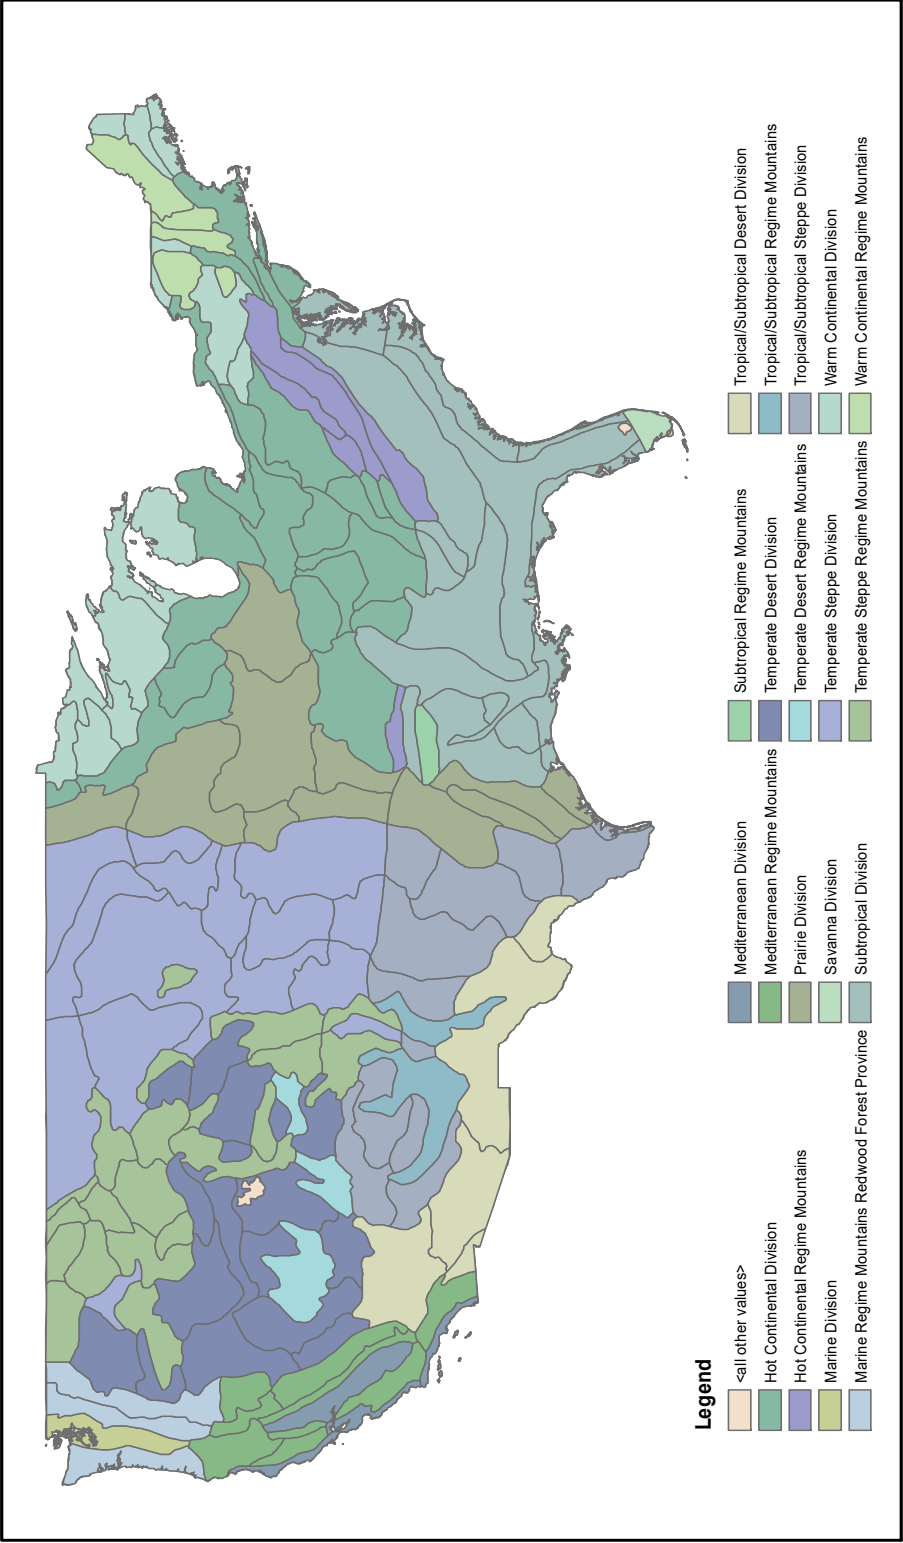 Legend
<all other values>
Hot Continental Division
Hot Continental Regime Mountains
Marine Division
Marine Regime Mountains Redwood Forest Province
Mediterranean Division
Mediterranean Regime Mountains
Prairie Division
Savanna Division
Subtropical Division
Subtropical Regime Mountains
Temperate Desert Division
Temperate Desert Regime Mountains
Temperate Steppe Division
Temperate Steppe Regime Mountains
Tropical/Subtropical Desert Division
Tropical/Subtropical Regime Mountains
Tropical/Subtropical Steppe Division
Warm Continental Division
Warm Continental Regime Mountains